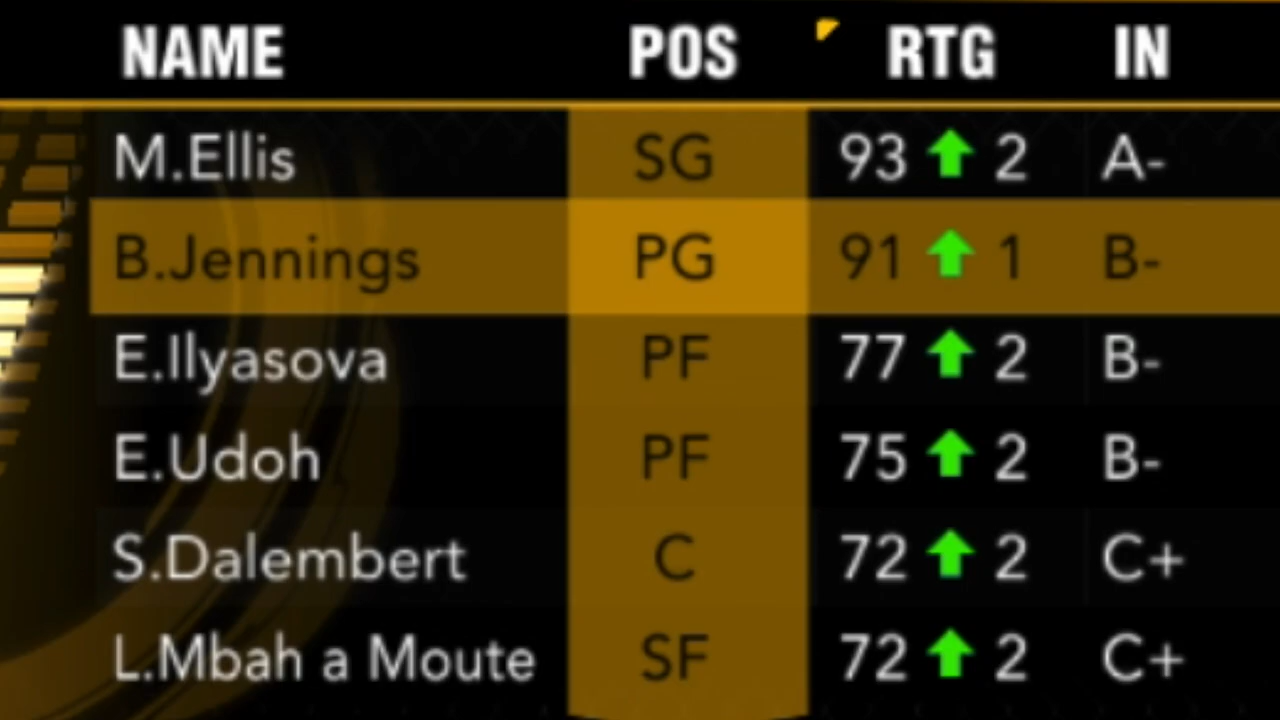 NAME POS RTG IN
M.Ellis SG 93 2 A-
B.Jennings PG 91 1 B-
E.Ilyasova PF 77 2 B-
E.Udoh PF 75 2 B-
S.Dalembert C 72 2 C+
L.Mbah a Moute SF 72 2 C+